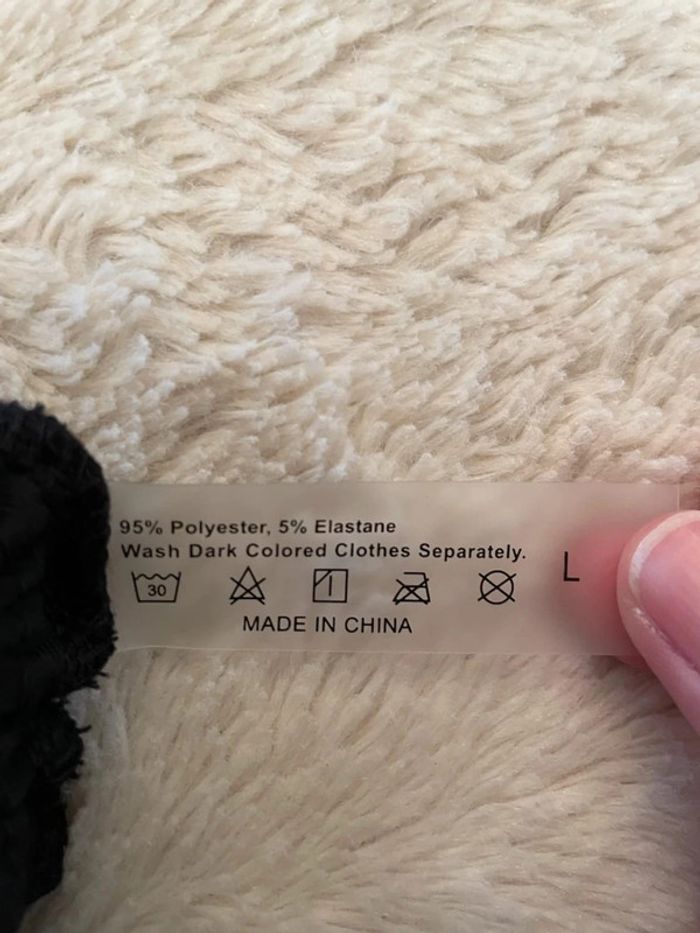 95% Polyester, 5% Elastane
Wash Dark Colored Clothes Separately.
30
L
MADE IN CHINA